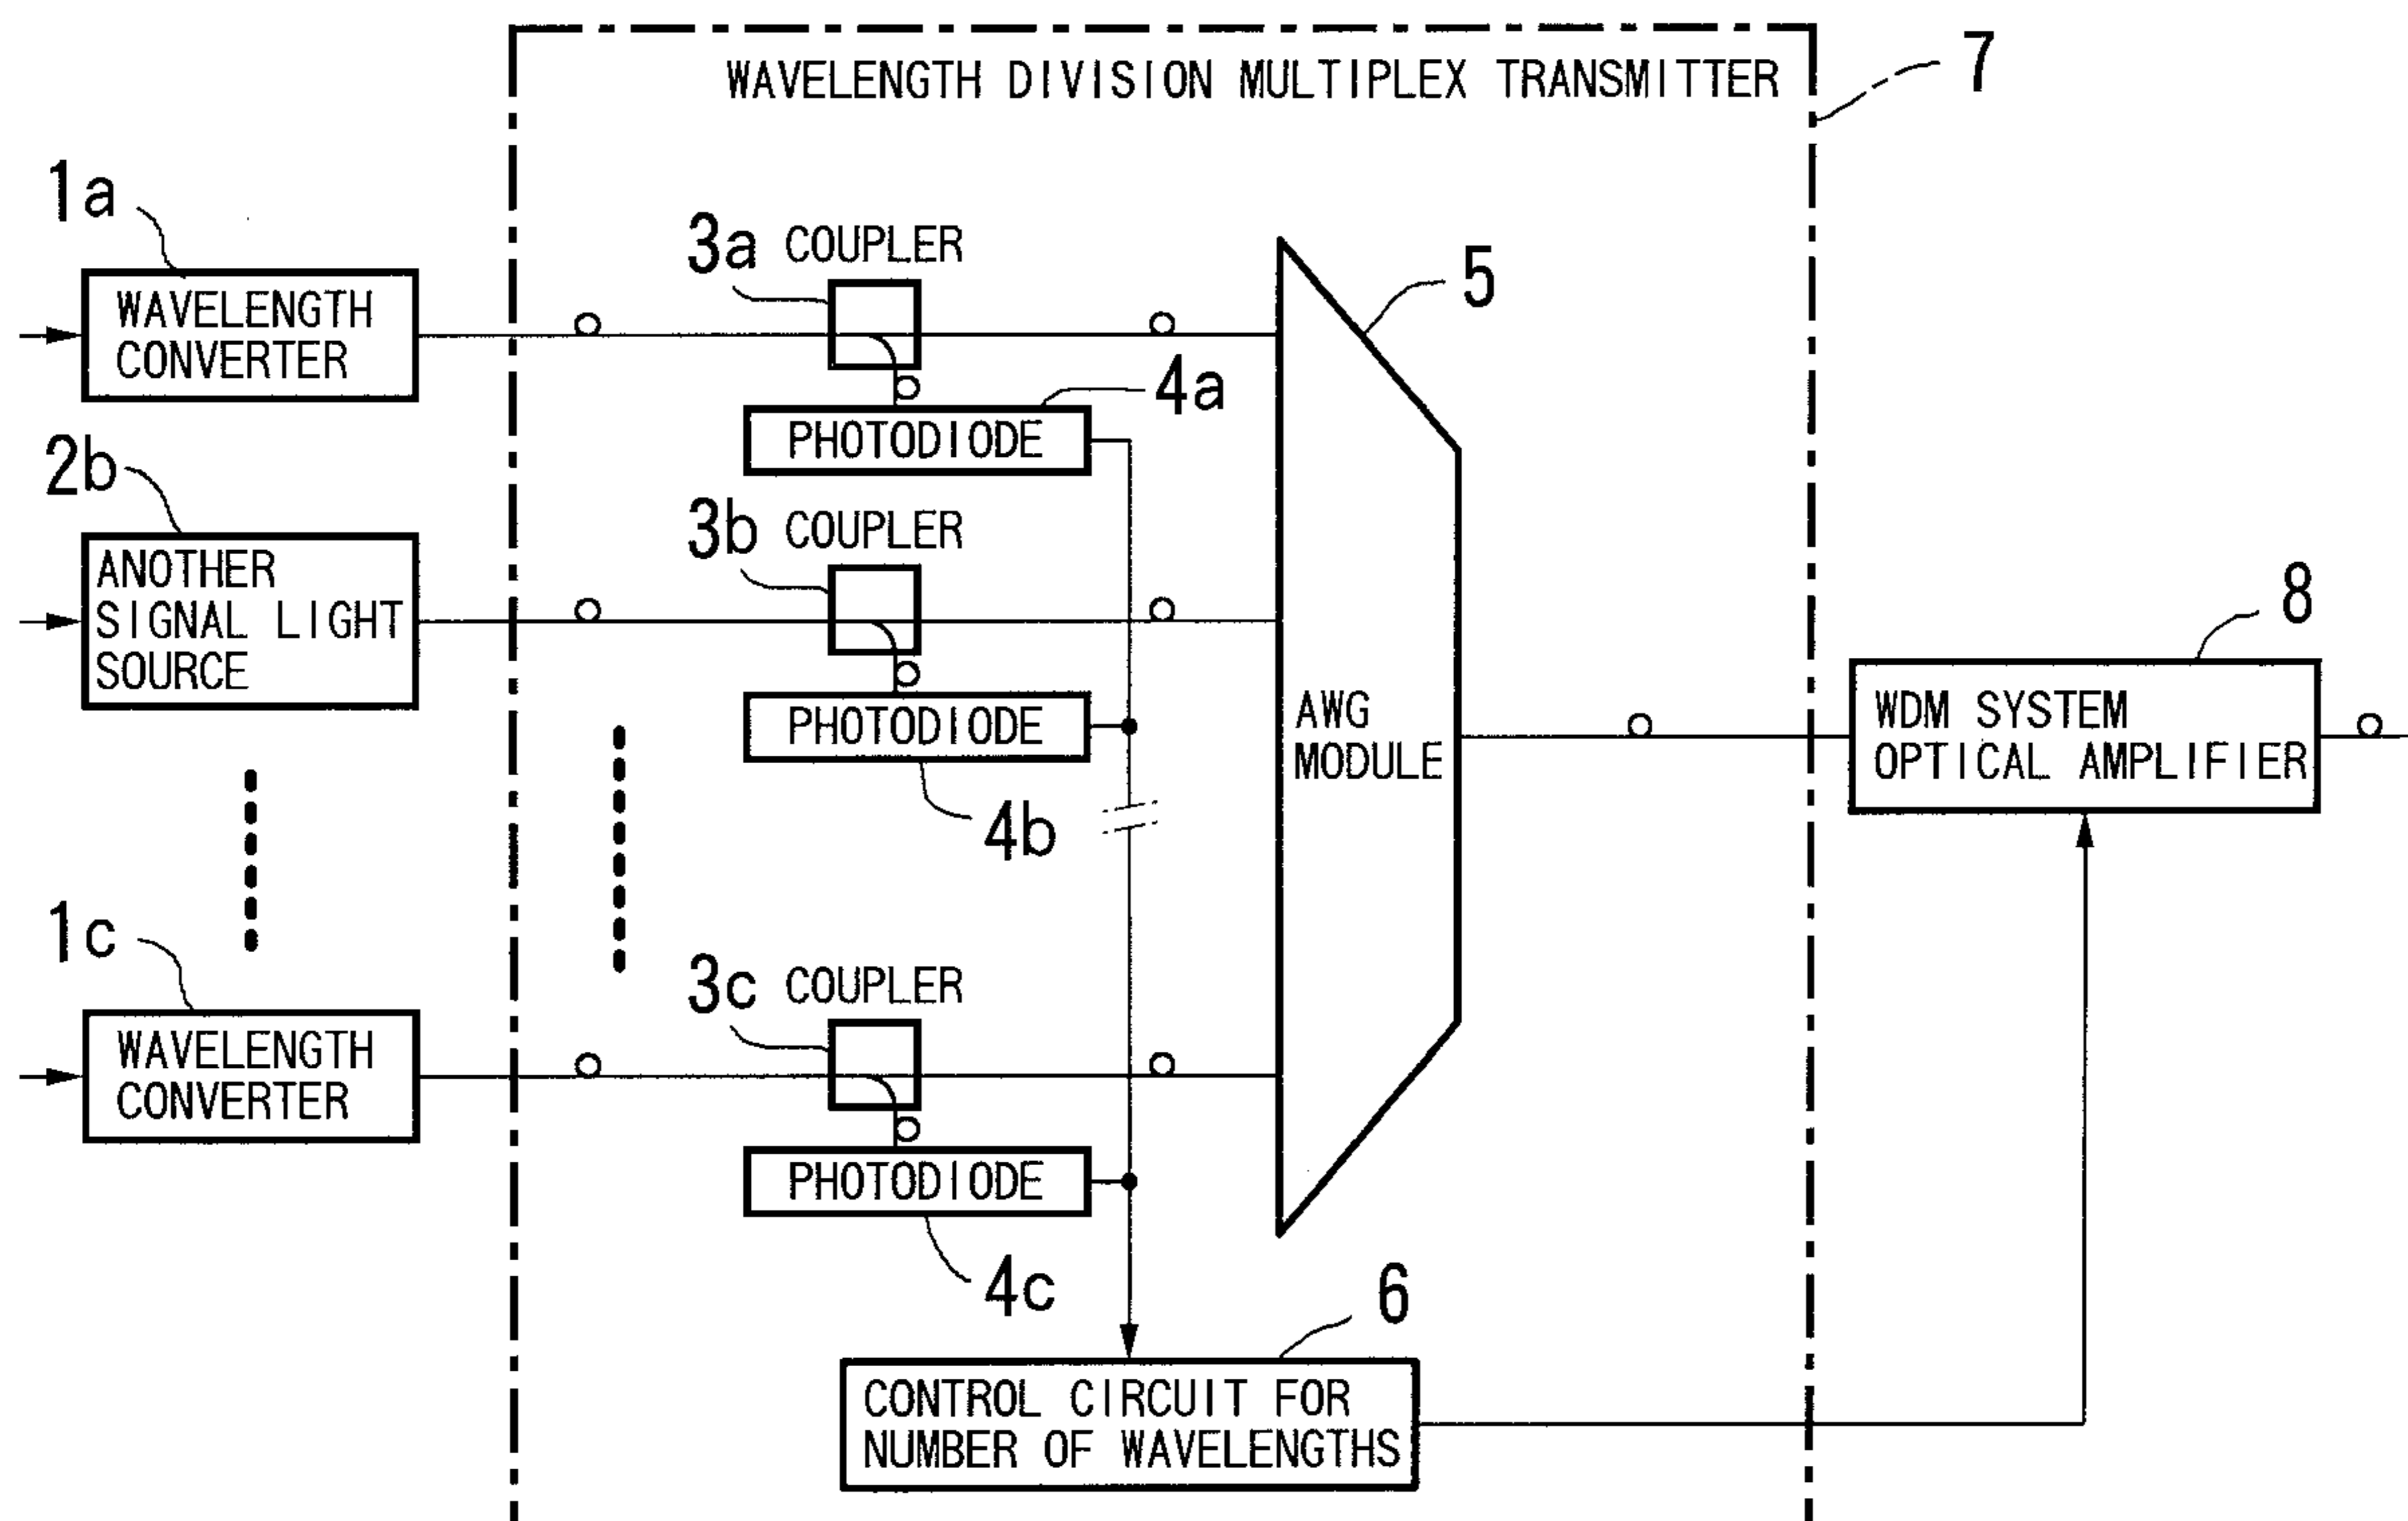 WAVELENGTH DIVISION MULTIPLEX TRANSMITTER
7
1a
WAVELENGTH
CONVERTER
3a COUPLER
5
4a
PHOTODIODE
2b
ANOTHER
SIGNAL LIGHT
SOURCE
3b COUPLER
PHOTODIODE
4b
AWG
MODULE
8
WDM SYSTEM
OPTICAL AMPLIFIER
1c
WAVELENGTH
CONVERTER
3c COUPLER
PHOTODIODE
4c
6
CONTROL CIRCUIT FOR
NUMBER OF WAVELENGTHS